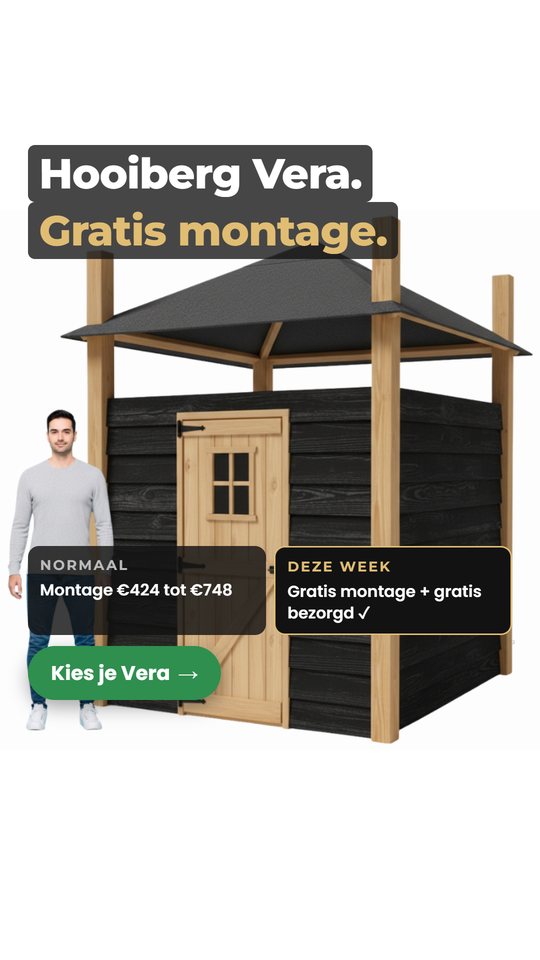 Hooiberg Vera.
Gratis montage.
NORMAAL
Montage €424 tot €748
DEZE WEEK
Gratis montage + gratis
bezorgd ✓
Kies je Vera →